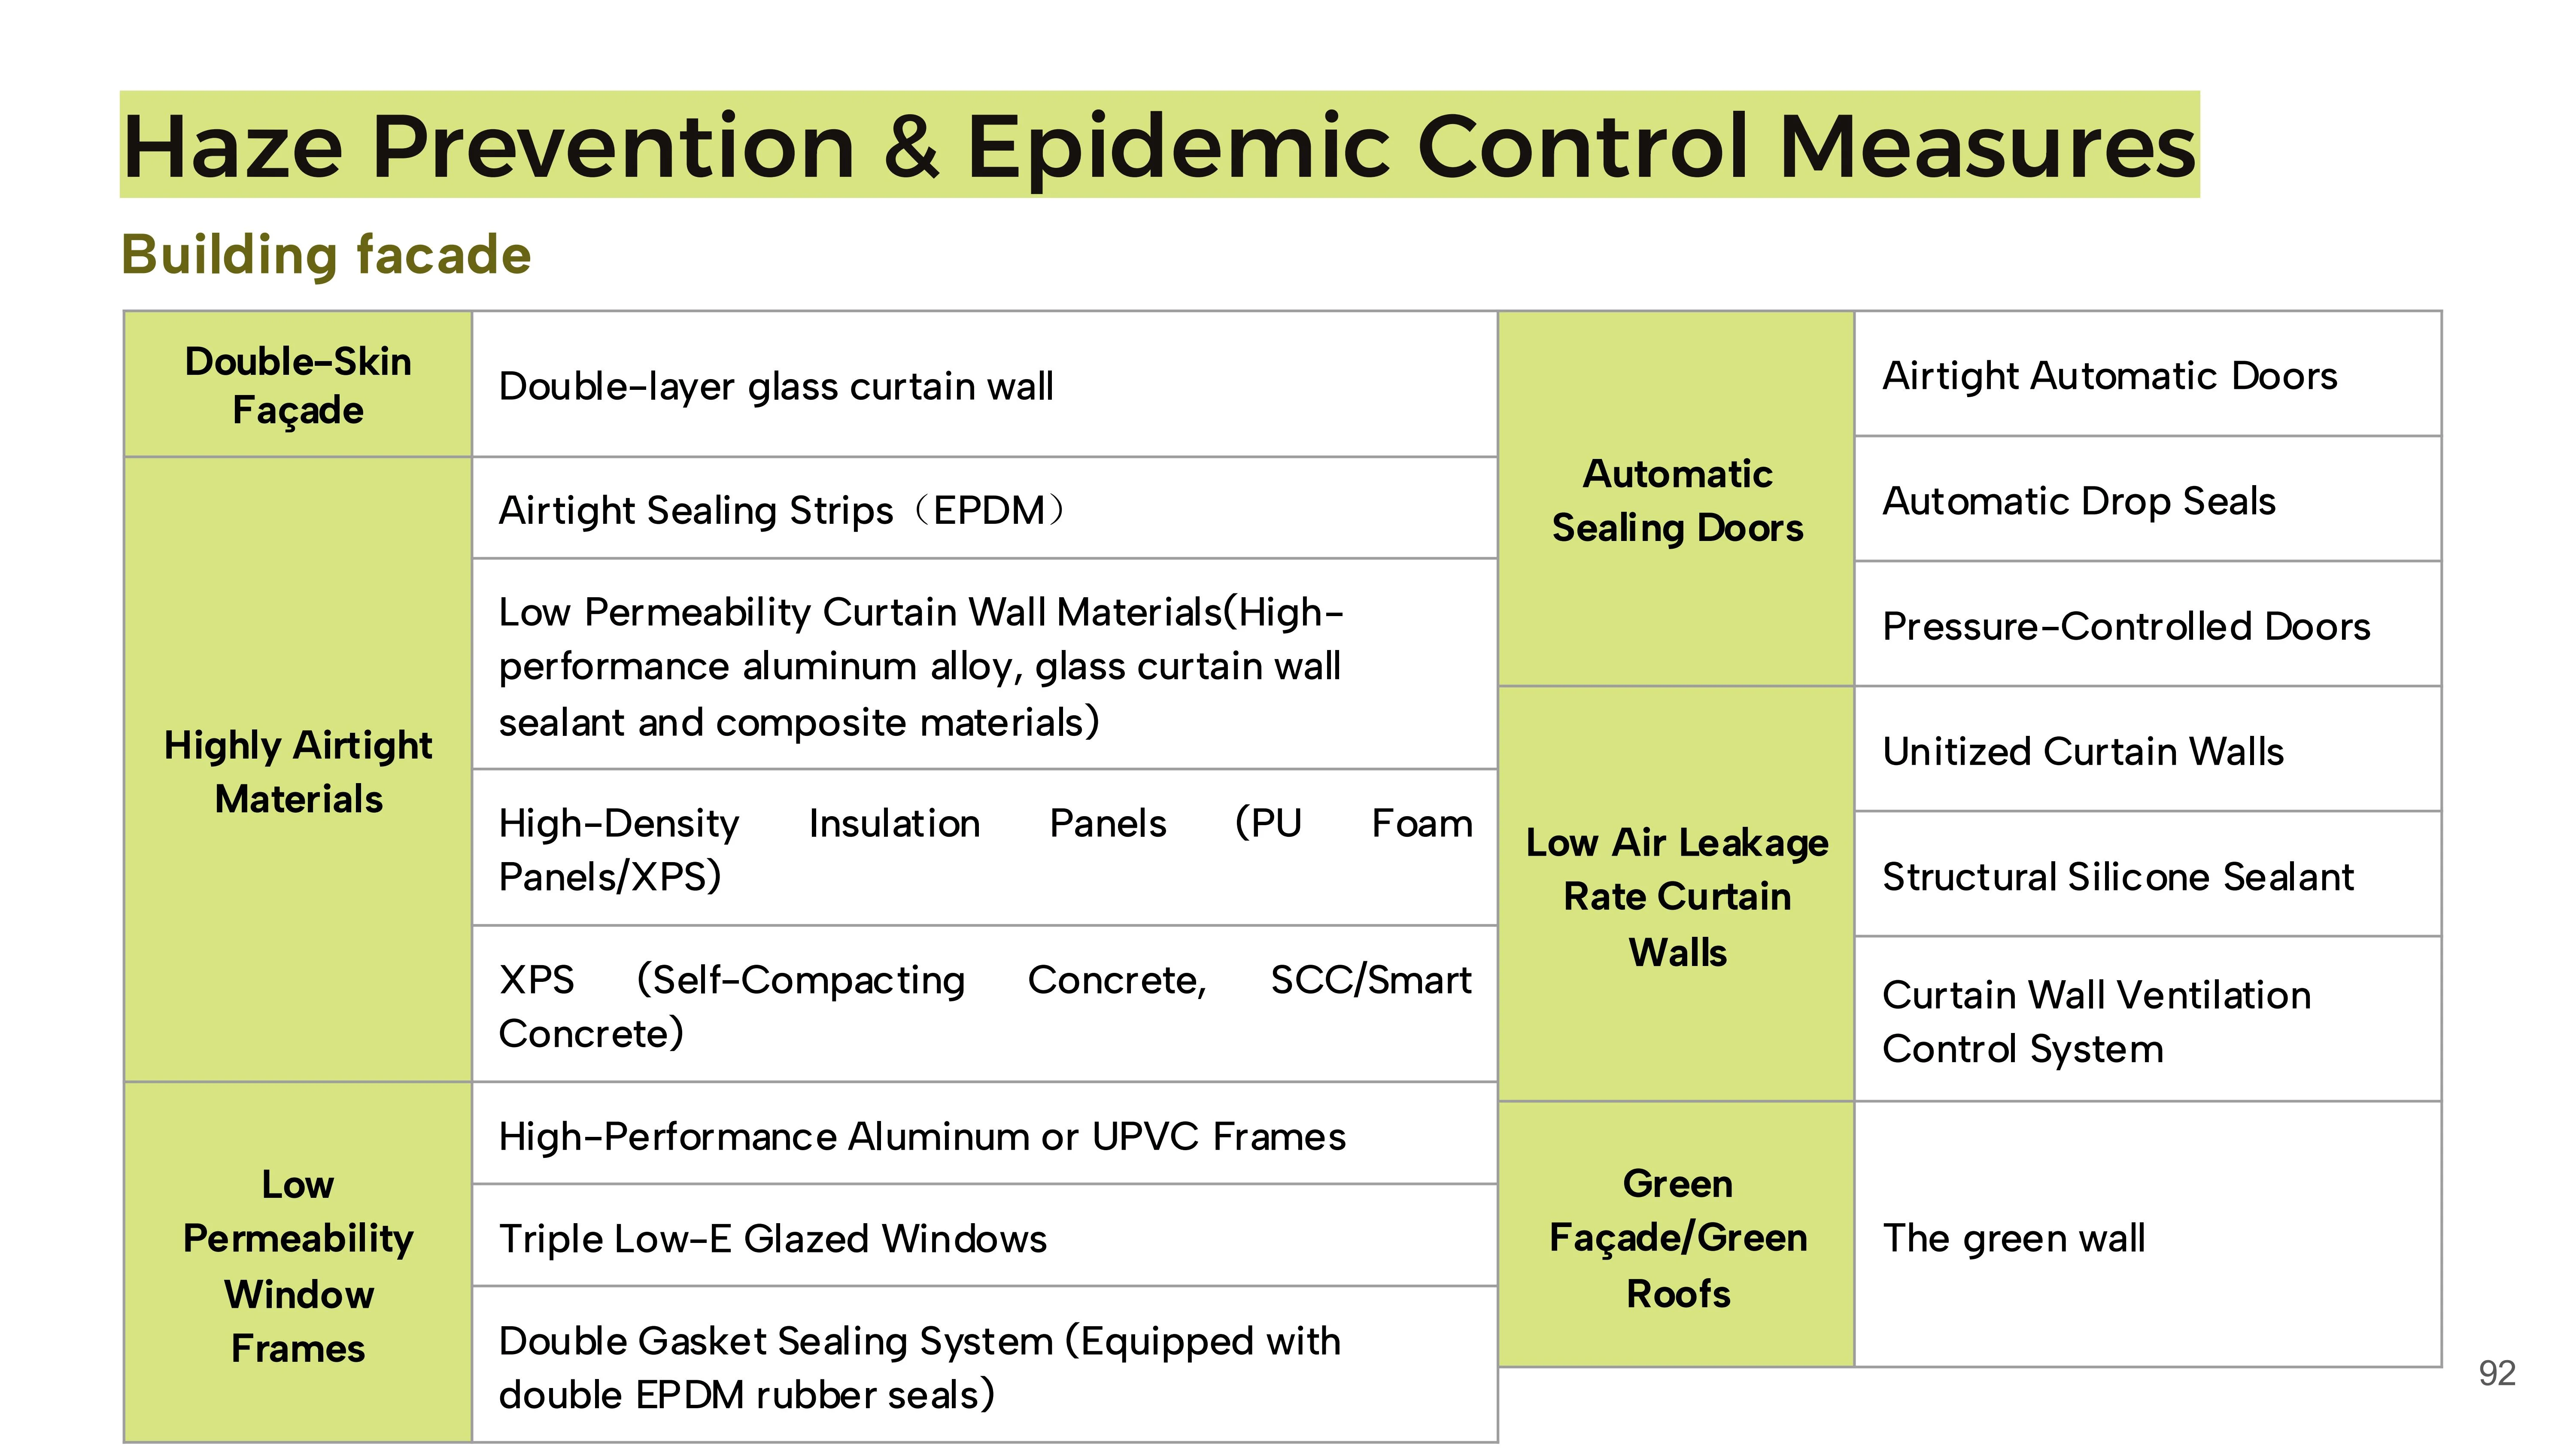 Haze Prevention & Epidemic Control Measures
Building facade
Double-Skin
Façade
Double-layer glass curtain wall
Highly Airtight
Materials
Airtight Sealing Strips（EPDM）
Low Permeability Curtain Wall Materials(High-
performance aluminum alloy, glass curtain wall
sealant and composite materials)
High-Density Insulation Panels (PU Foam
Panels/XPS)
XPS (Self-Compacting Concrete, SCC/Smart
Concrete)
Low
Permeability
Window
Frames
High-Performance Aluminum or UPVC Frames
Triple Low-E Glazed Windows
Double Gasket Sealing System (Equipped with
double EPDM rubber seals)
Automatic
Sealing Doors
Airtight Automatic Doors
Automatic Drop Seals
Pressure-Controlled Doors
Low Air Leakage
Rate Curtain
Walls
Unitized Curtain Walls
Structural Silicone Sealant
Curtain Wall Ventilation
Control System
Green
Façade/Green
Roofs
The green wall
92